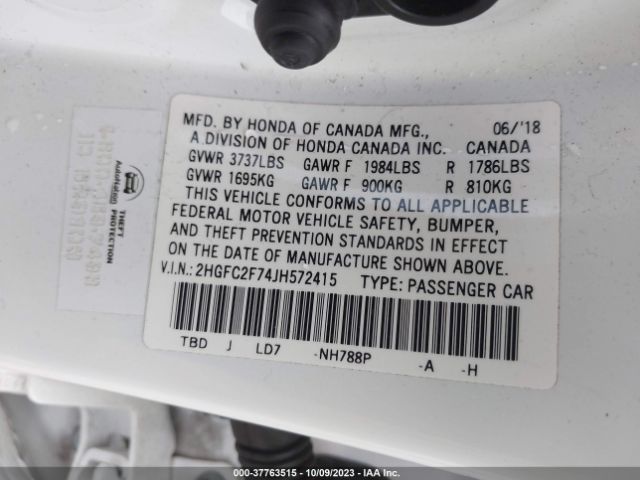 MFD. BY HONDA OF CANADA MFG., 06/'18
A DIVISION OF HONDA CANADA INC. CANADA
GVWR 3737LBS GAWR F 1984LBS R 1786LBS
GVWR 1695KG GAWR F 900KG R 810KG
THIS VEHICLE CONFORMS TO ALL APPLICABLE
FEDERAL MOTOR VEHICLE SAFETY, BUMPER,
AND THEFT PREVENTION STANDARDS IN EFFECT
ON THE DATE OF MANUFACTURE SHOWN ABOVE.
V.I.N.: 2HGFC2F74JH572415 TYPE: PASSENGER CAR
TBD J LD7 -NH788P -A -H
THEFT
PROTECTION
000-37763515 - 10/09/2023 - IAA Inc.